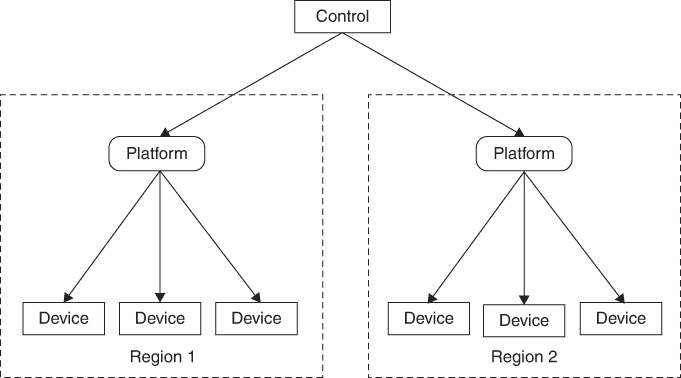 Control
Platform
Platform
Device
Device
Device
Device
Device
Device
Region 1
Region 2